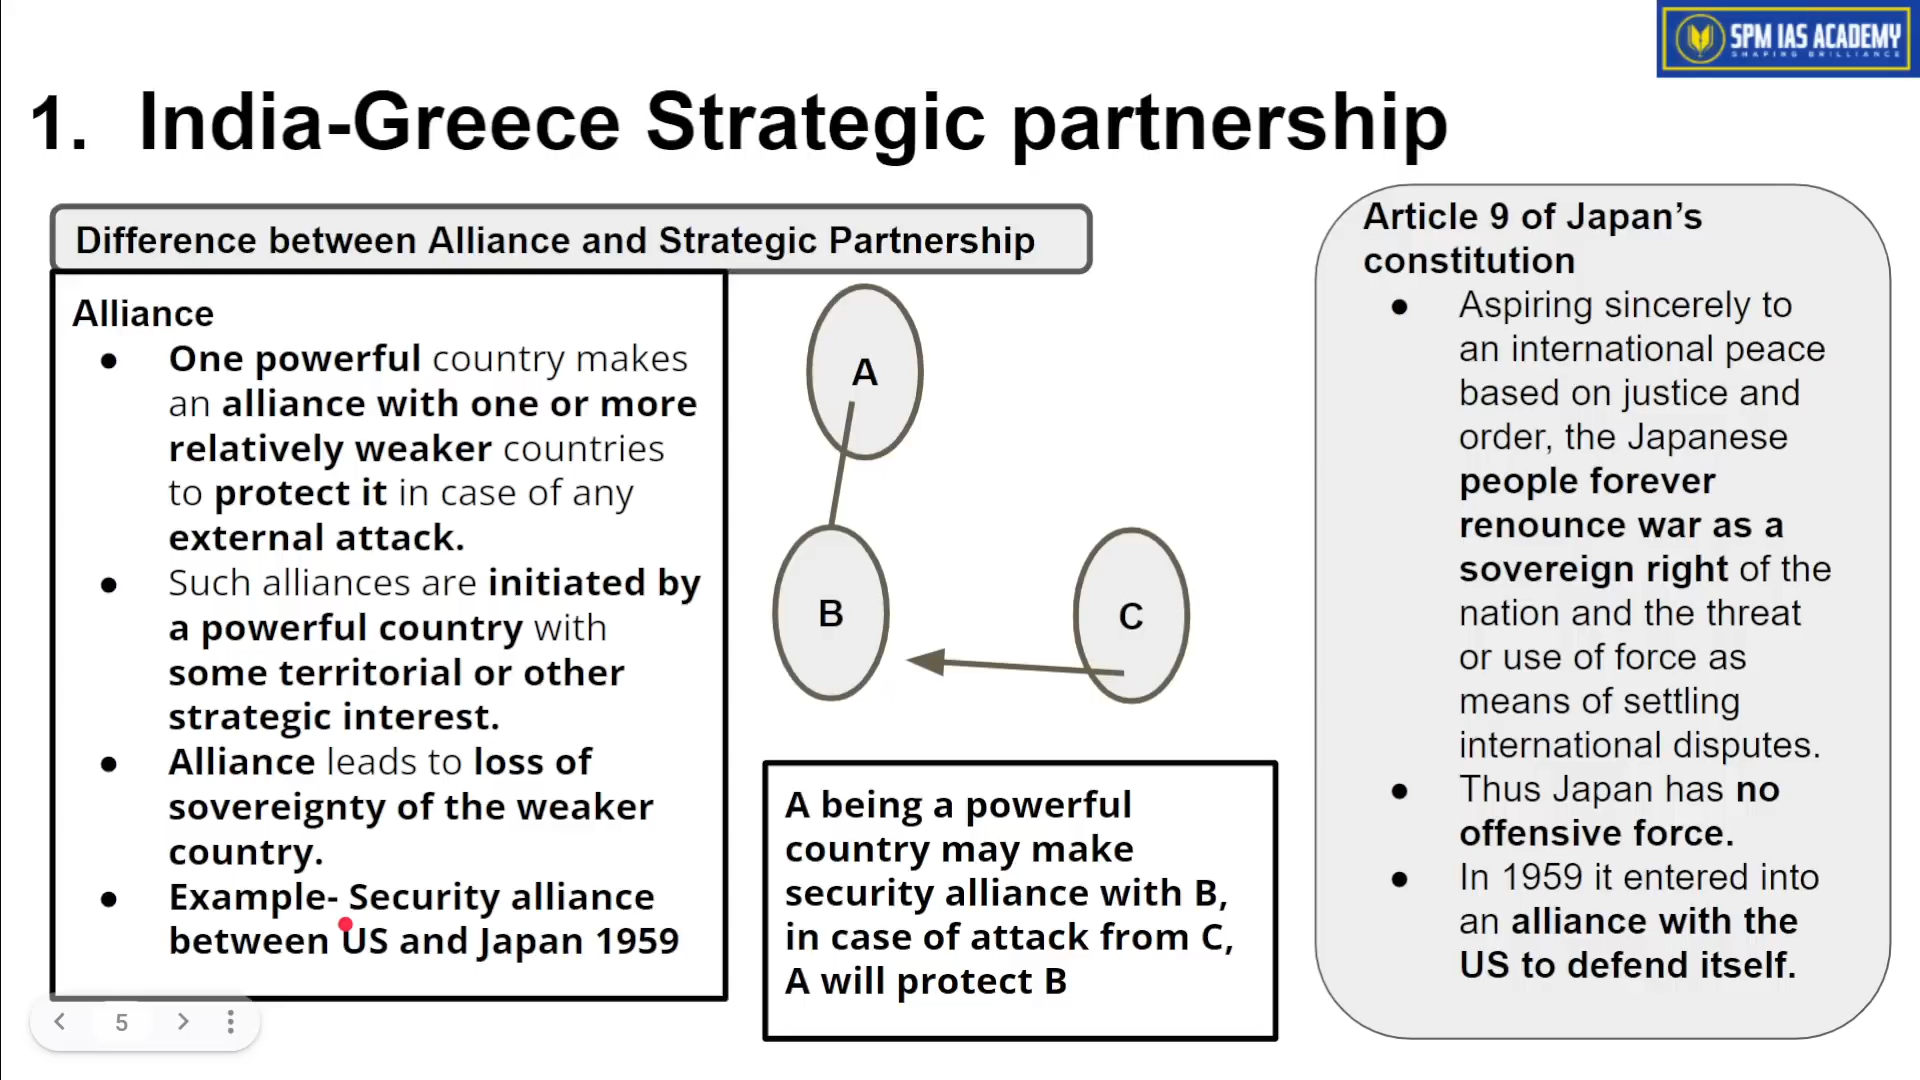 SPM IAS ACADEMY
SHAPING BRILLIANCE
1. India-Greece Strategic partnership
Difference between Alliance and Strategic Partnership
Alliance
● One powerful country makes
an alliance with one or more
relatively weaker countries
to protect it in case of any
external attack.
● Such alliances are initiated by
a powerful country with
some territorial or other
strategic interest.
● Alliance leads to loss of
sovereignty of the weaker
country.
● Example- Security alliance
between US and Japan 1959
A
B
C
A being a powerful
country may make
security alliance with B,
in case of attack from C,
A will protect B
Article 9 of Japan’s
constitution
● Aspiring sincerely to
an international peace
based on justice and
order, the Japanese
people forever
renounce war as a
sovereign right of the
nation and the threat
or use of force as
means of settling
international disputes.
● Thus Japan has no
offensive force.
● In 1959 it entered into
an alliance with the
US to defend itself.
5